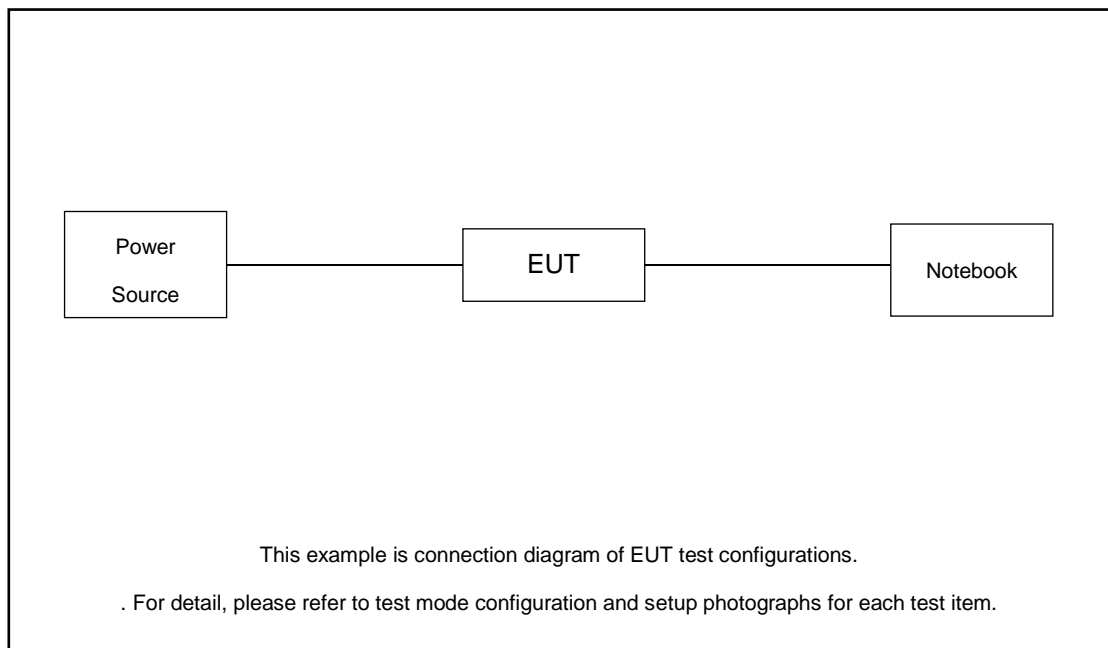 Power
Source
EUT
Notebook
This example is connection diagram of EUT test configurations.
. For detail, please refer to test mode configuration and setup photographs for each test item.